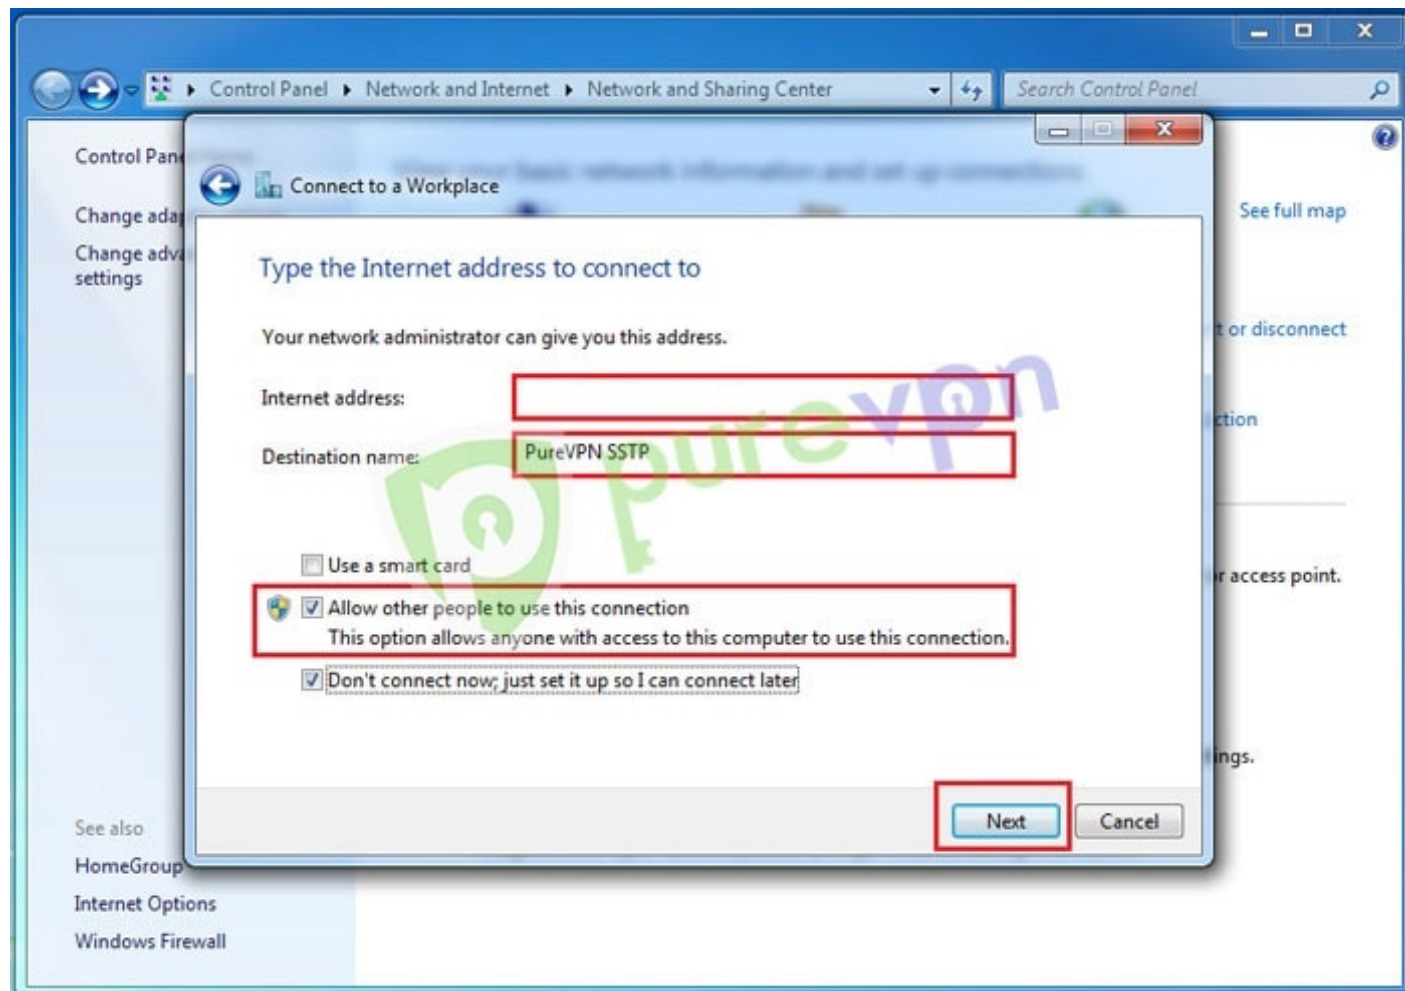 Control Panel ▸ Network and Internet ▸ Network and Sharing Center
Search Control Panel
Control Pane
Connect to a Workplace
Change ada
See full map
Change adv
settings
Type the Internet address to connect to
t or disconnect
Your network administrator can give you this address.
Internet address:
ction
Destination name:
PureVPN SSTP
purevpn
Use a smart card
r access point.
Allow other people to use this connection
This option allows anyone with access to this computer to use this connection.
Don't connect now; just set it up so I can connect later
ings.
Next
Cancel
See also
HomeGroup
Internet Options
Windows Firewall